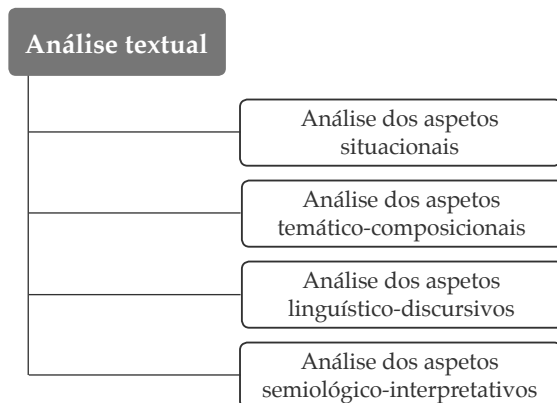 Análise textual
Análise dos aspetos
situacionais
Análise dos aspetos
temático-composicionais
Análise dos aspetos
linguístico-discursivos
Análise dos aspetos
semiológico-interpretativos